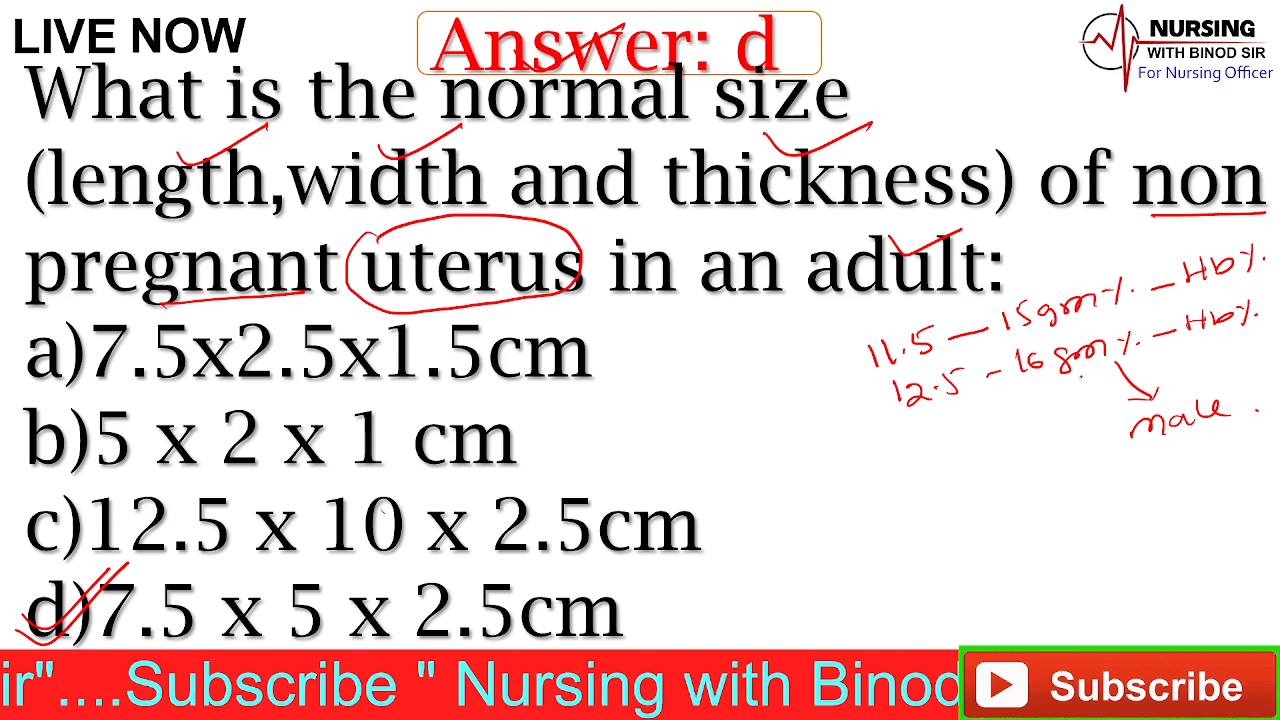 LIVE NOW
Answer: d
NURSING
WITH BINOD SIR
For Nursing Officer
What is the normal size
(length,width and thickness) of non
pregnant uterus in an adult:
11.5 — 15gm% — Hb%.
12.5 - 16gm% — Hb%.
male .
a)7.5x2.5x1.5cm
b)5 x 2 x 1 cm
c)12.5 x 10 x 2.5cm
d)7.5 x 5 x 2.5cm
ir"....Subscribe " Nursing with Binod
Subscribe